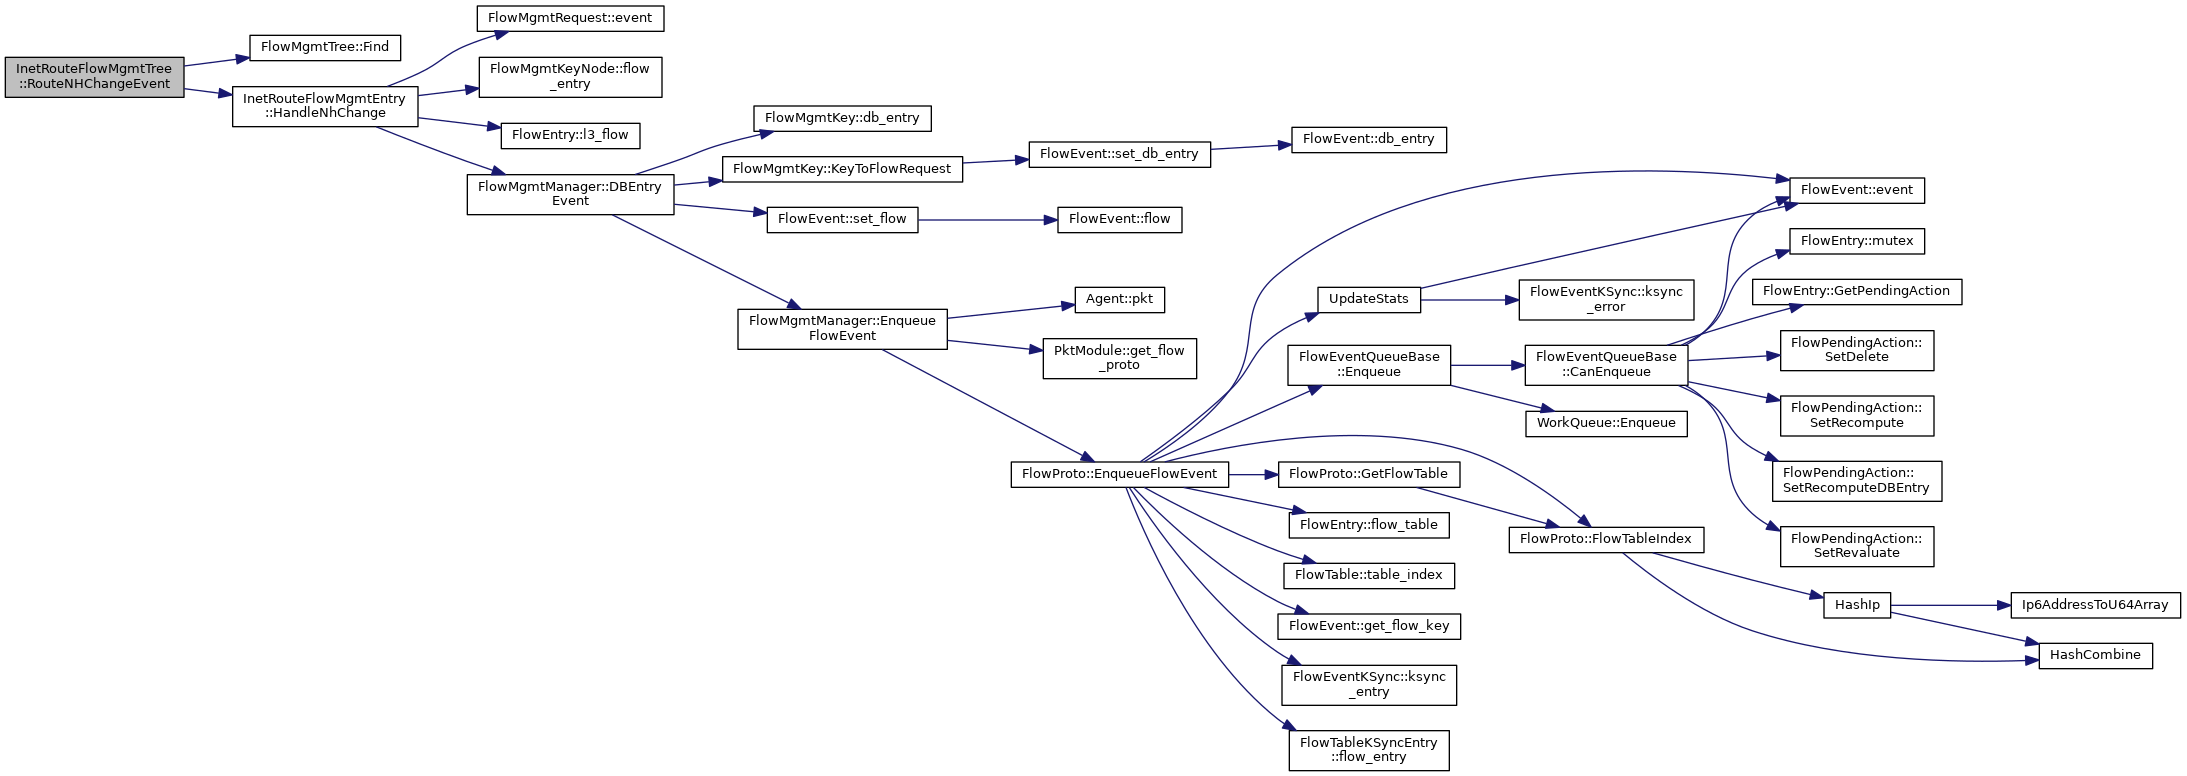 InetRouteFlowMgmtTree
::RouteNHChangeEvent
FlowMgmtTree::Find
InetRouteFlowMgmtEntry
::HandleNhChange
FlowMgmtRequest::event
FlowMgmtKeyNode::flow
_entry
FlowEntry::l3_flow
FlowMgmtManager::DBEntry
Event
FlowMgmtKey::db_entry
FlowMgmtKey::KeyToFlowRequest
FlowEvent::set_db_entry
FlowEvent::db_entry
FlowEvent::set_flow
FlowEvent::flow
FlowMgmtManager::Enqueue
FlowEvent
Agent::pkt
PktModule::get_flow
_proto
FlowProto::EnqueueFlowEvent
FlowEvent::event
UpdateStats
FlowEventKSync::ksync
_error
FlowEventQueueBase
::Enqueue
FlowEventQueueBase
::CanEnqueue
WorkQueue::Enqueue
FlowEntry::mutex
FlowEntry::GetPendingAction
FlowPendingAction::
SetDelete
FlowPendingAction::
SetRecompute
FlowPendingAction::
SetRecomputeDBEntry
FlowPendingAction::
SetRevaluate
FlowProto::GetFlowTable
FlowEntry::flow_table
FlowProto::FlowTableIndex
FlowTable::table_index
FlowEvent::get_flow_key
FlowEventKSync::ksync
_entry
FlowTableKSyncEntry
::flow_entry
HashIp
Ip6AddressToU64Array
HashCombine